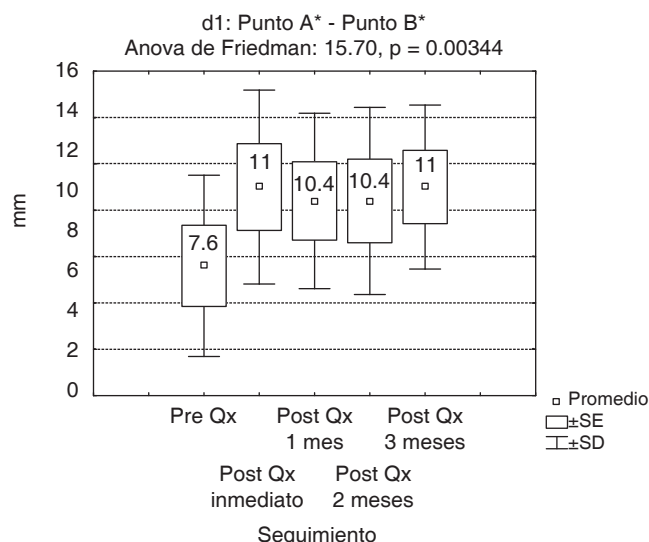 d1: Punto A* - Punto B*
Anova de Friedman: 15.70, p = 0.00344
16
14
12
10
8
6
4
2
0
mm
7.6
11
10.4
10.4
11
Pre Qx
Post Qx
inmediato
Post Qx
1 mes
Post Qx
2 meses
Post Qx
3 meses
Seguimiento
Promedio
±SE
±SD